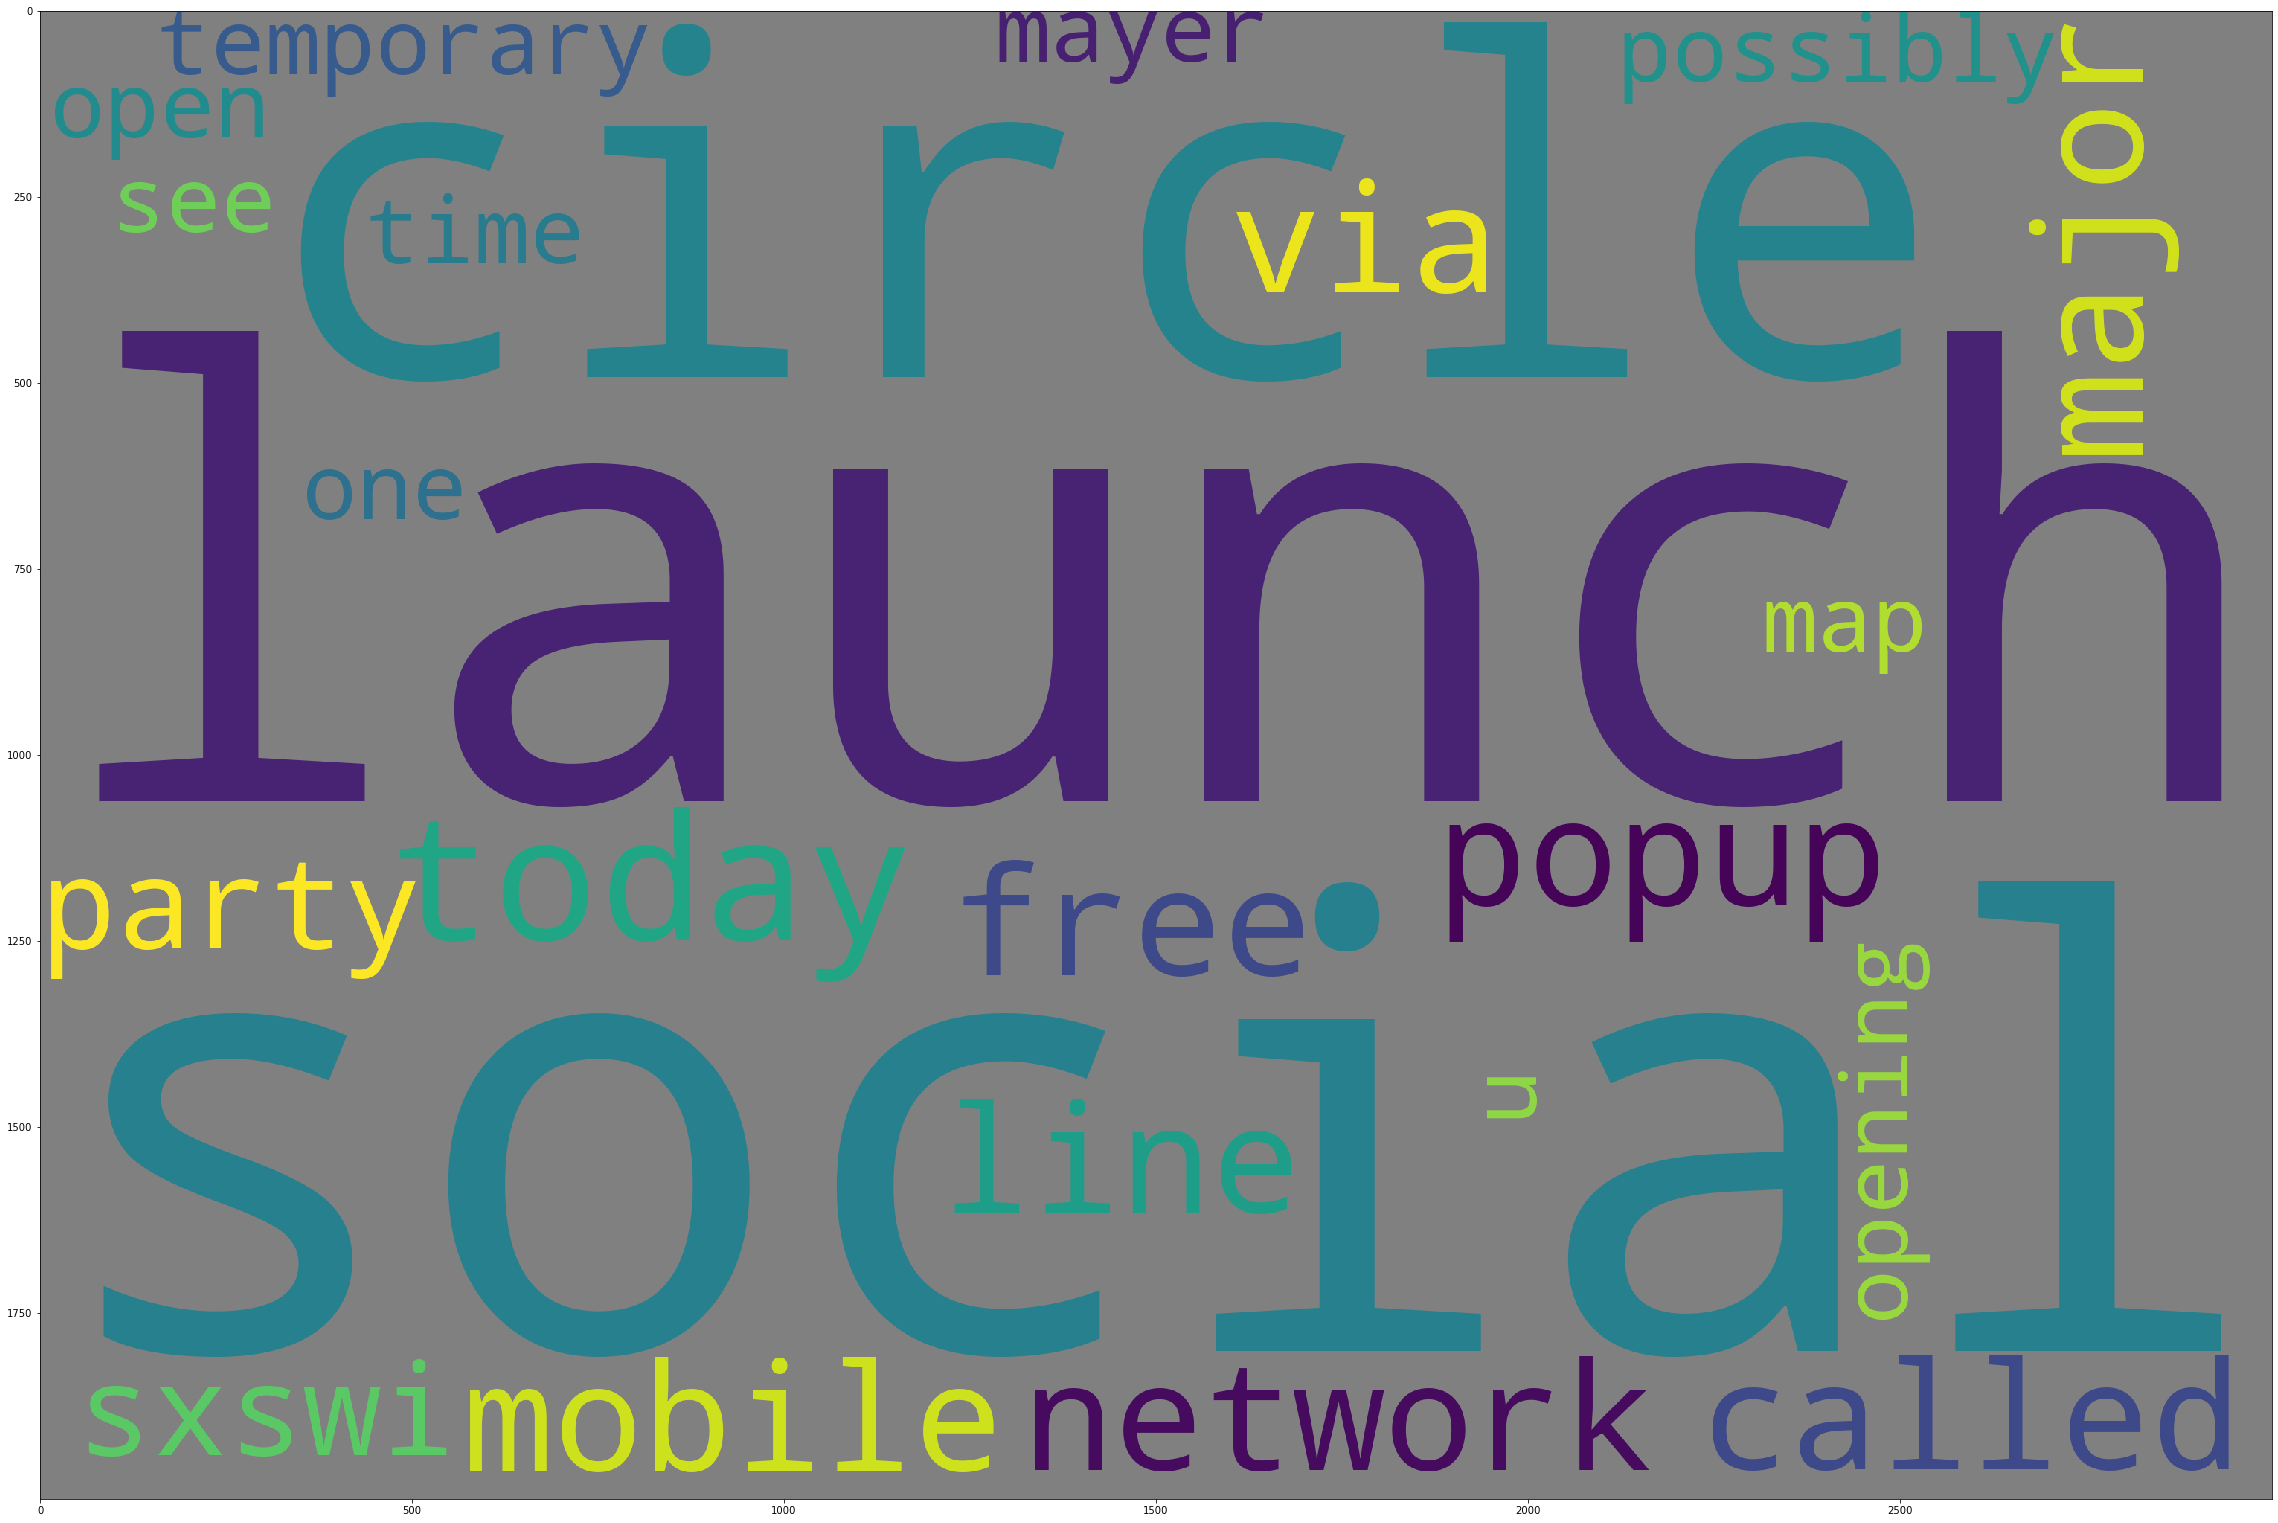 temporary mayer possibly
open
circle
major
see
time
via
launch
one
map
today
popup
party
free
social
opening
line
u
sxswi mobile network called
0
250
500
750
1000
1250
1500
1750
0 500 1000 1500 2000 2500